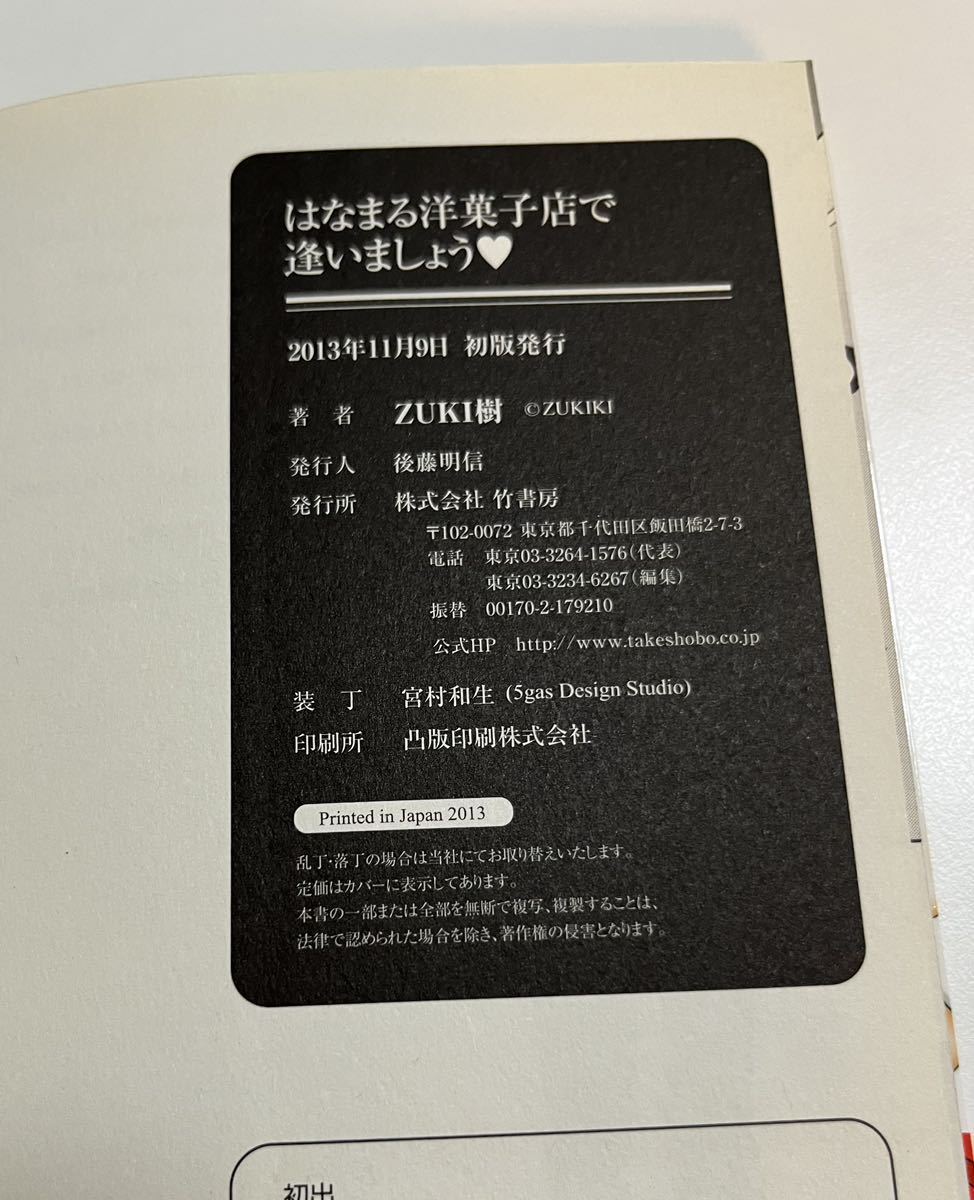 はなまる洋菓子店で
逢いましょう♥
2013年11月9日 初版発行
著 者 ZUKI樹 ©ZUKIKI
発行人 後藤明信
発行所 株式会社 竹書房
〒102-0072 東京都千代田区飯田橋2-7-3
電話 東京03-3264-1576(代表)
東京03-3234-6267(編集)
振替 00170-2-179210
公式HP http://www.takeshobo.co.jp
装 丁 宮村和生 (5gas Design Studio)
印刷所 凸版印刷株式会社
Printed in Japan 2013
乱丁・落丁の場合は当社にてお取り替えいたします。
定価はカバーに表示してあります。
本書の一部または全部を無断で複写、複製することは、
法律で認められた場合を除き、著作権の侵害となります。
初出